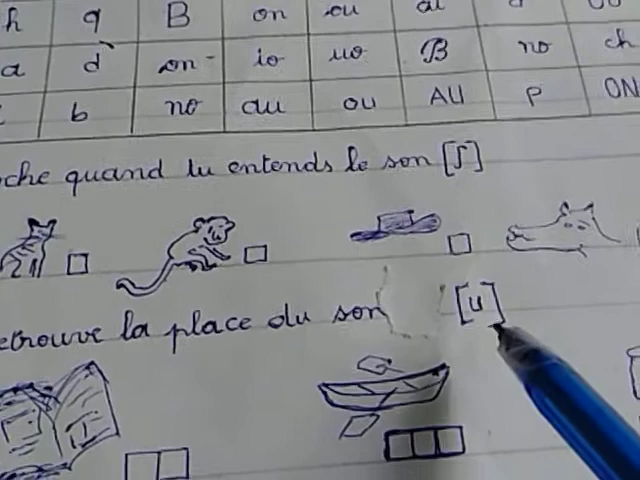 h q B on ou au
a d on io uo B no ch
b no au ou AU P ON
che quand tu entends le son [ʃ]
etrouve la place du son [u]